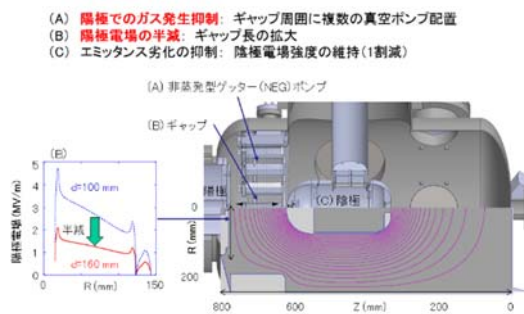 (A) 陽極でのガス発生抑制: ギャップ周囲に複数の真空ポンプ配置
(B) 陽極電場の半減: ギャップ長の拡大
(C) エミッタンス劣化の抑制: 陰極電場強度の維持(1割減)
(A) 非蒸発型ゲッター(NEG)ポンプ
(B) ギャップ
(B)
陽極
(C) 陰極
陽極電場 (MV/m)
5
4
3
2
1
0
d=100 mm
半減
d=160 mm
0
R(mm)
150
0
R(mm)
200
800
600
Z(mm)
200
0